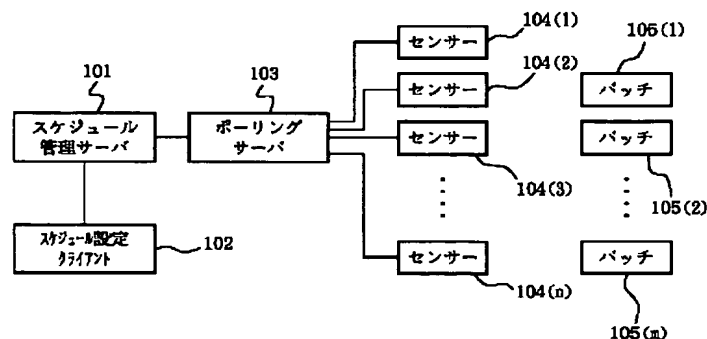 101
スケジュール
管理サーバ
スケジュール設定
クライアント
102
103
ポーリング
サーバ
センサー
104(1)
センサー
104(2)
センサー
104(3)
センサー
104(n)
105(1)
バッチ
バッチ
105(2)
バッチ
105(m)